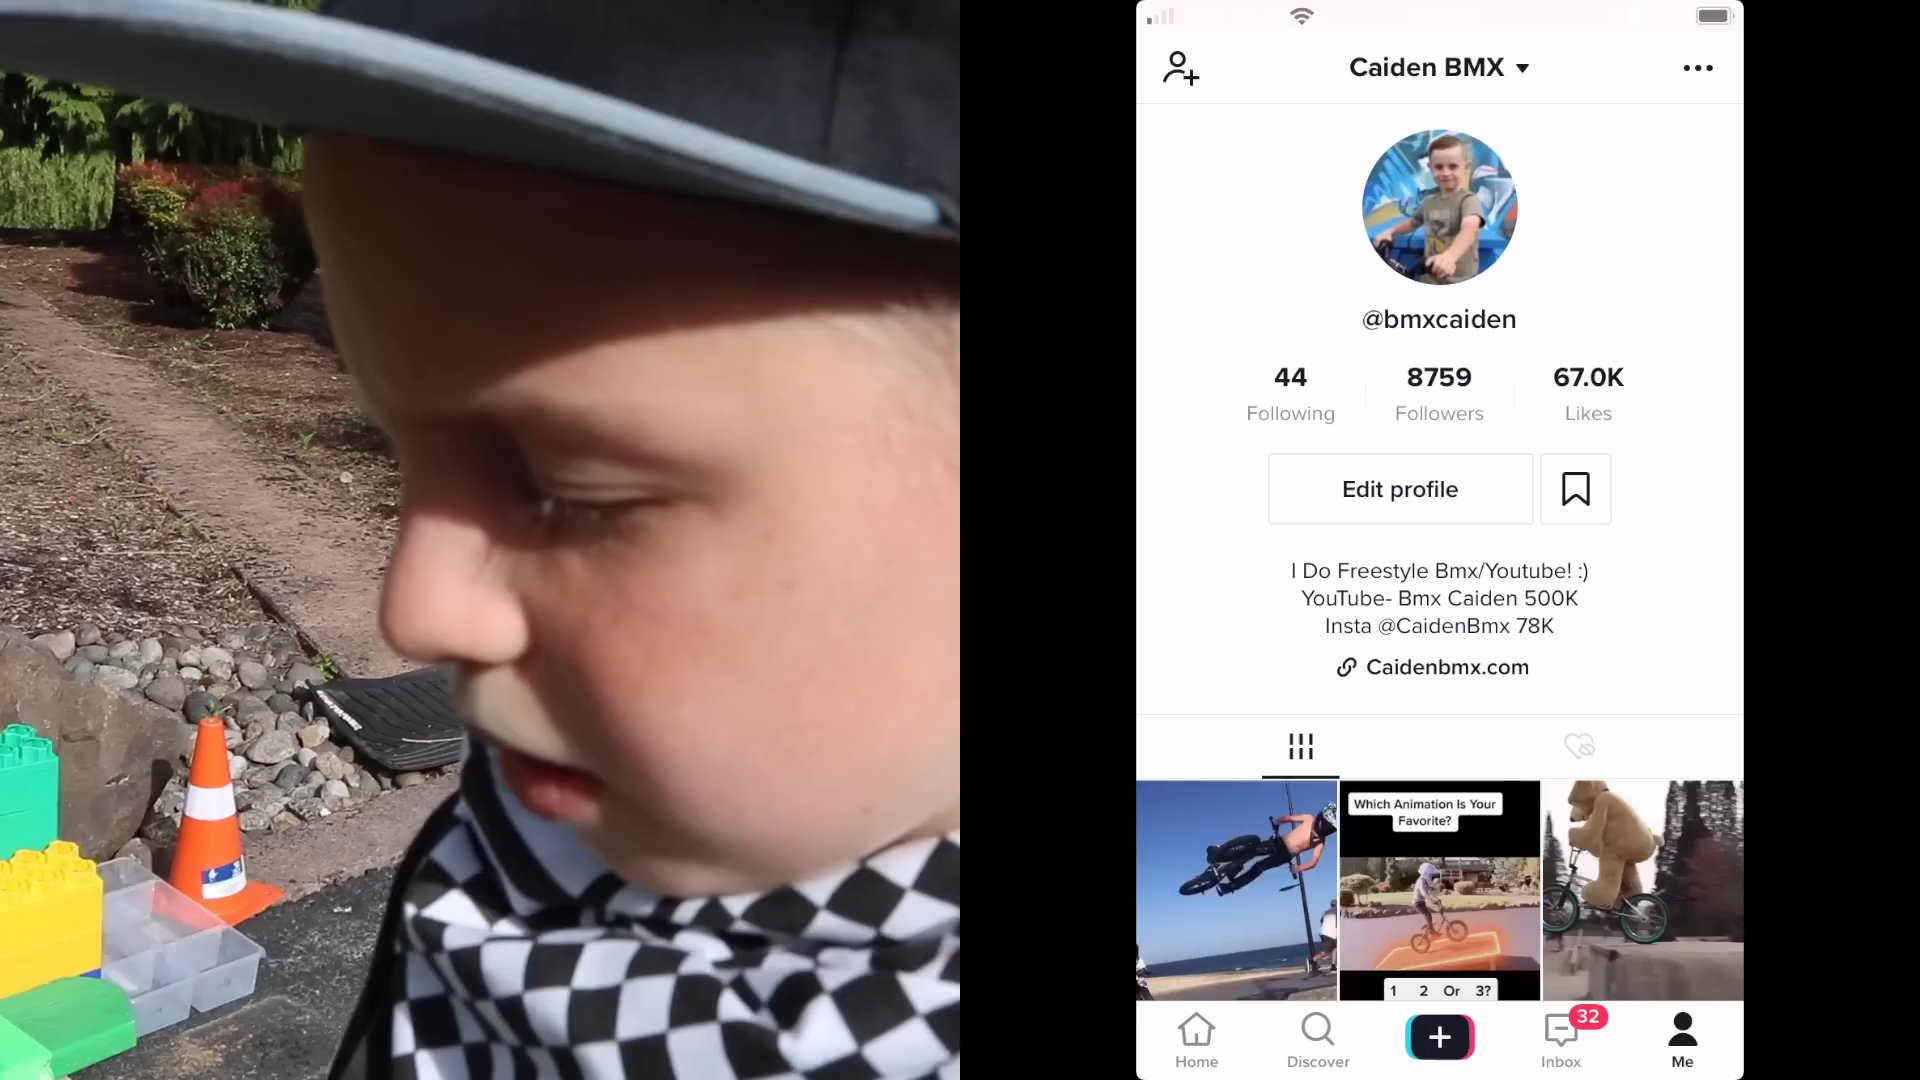 Caiden BMX
@bmxcaiden
44 8759 67.0K
Following Followers Likes
Edit profile
I Do Freestyle Bmx/Youtube! :)
YouTube- Bmx Caiden 500K
Insta @CaidenBmx 78K
Caidenbmx.com
Which Animation Is Your
Favorite?
1 2 Or 3?
32
Home Discover Inbox Me